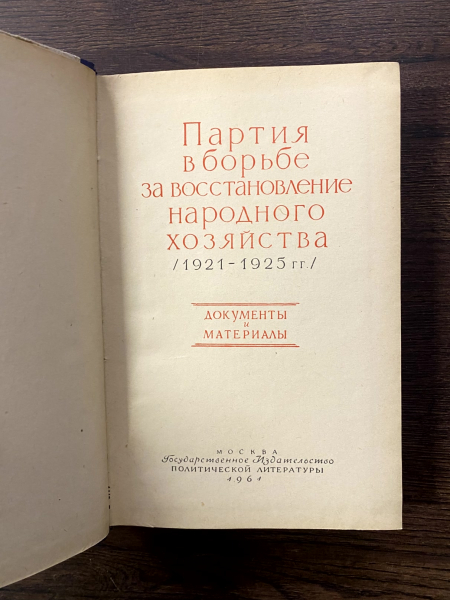 Партия
в борьбе
за восстановление
народного
хозяйства
/1921-1925 гг./
ДОКУМЕНТЫ
и
МАТЕРИАЛЫ
МОСКВА
Государственное Издательство
ПОЛИТИЧЕСКОЙ ЛИТЕРАТУРЫ
1961